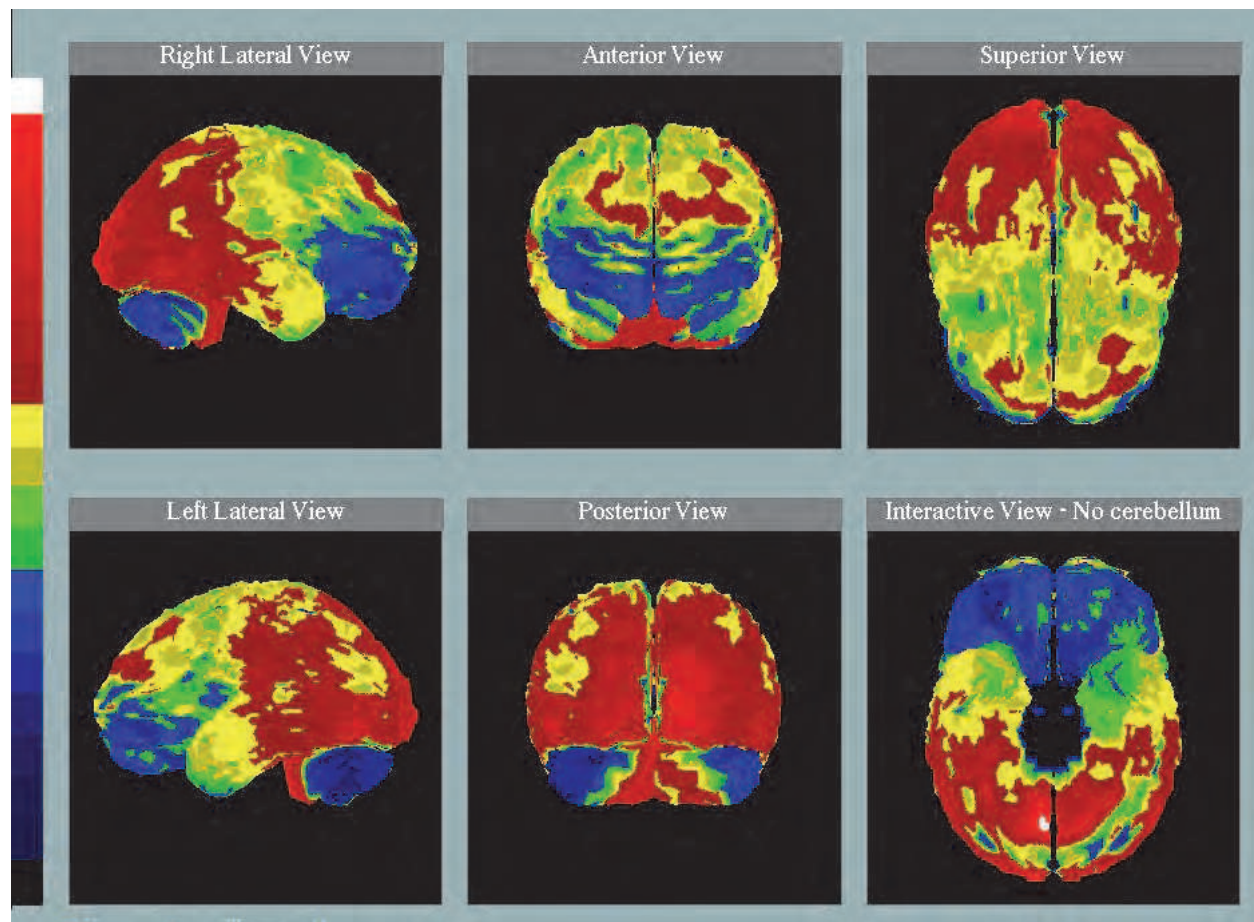 Right Lateral View
Anterior View
Superior View
Left Lateral View
Posterior View
Interactive View - No cerebellum